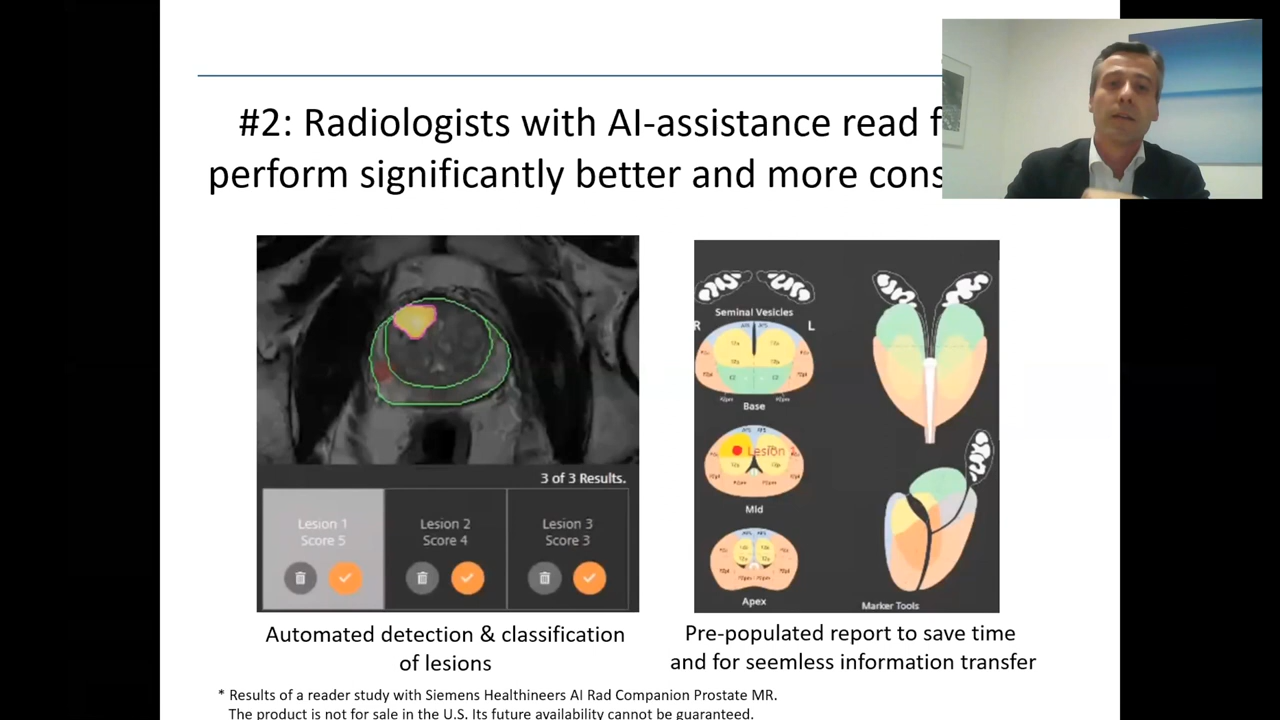 #2: Radiologists with AI-assistance read
perform significantly better and more
3 of 3 Results.
Lesion 1
Score 5
Lesion 2
Score 4
Lesion 3
Score 3
Automated detection & classification
of lesions
Seminal Vesicles
R
L
Base
Lesion
Mid
Apex
Marker Tools
Pre-populated report to save time
and for seemless information transfer
* Results of a reader study with Siemens Healthineers AI Rad Companion Prostate MR.
The product is not for sale in the U.S. Its future availability cannot be guaranteed.